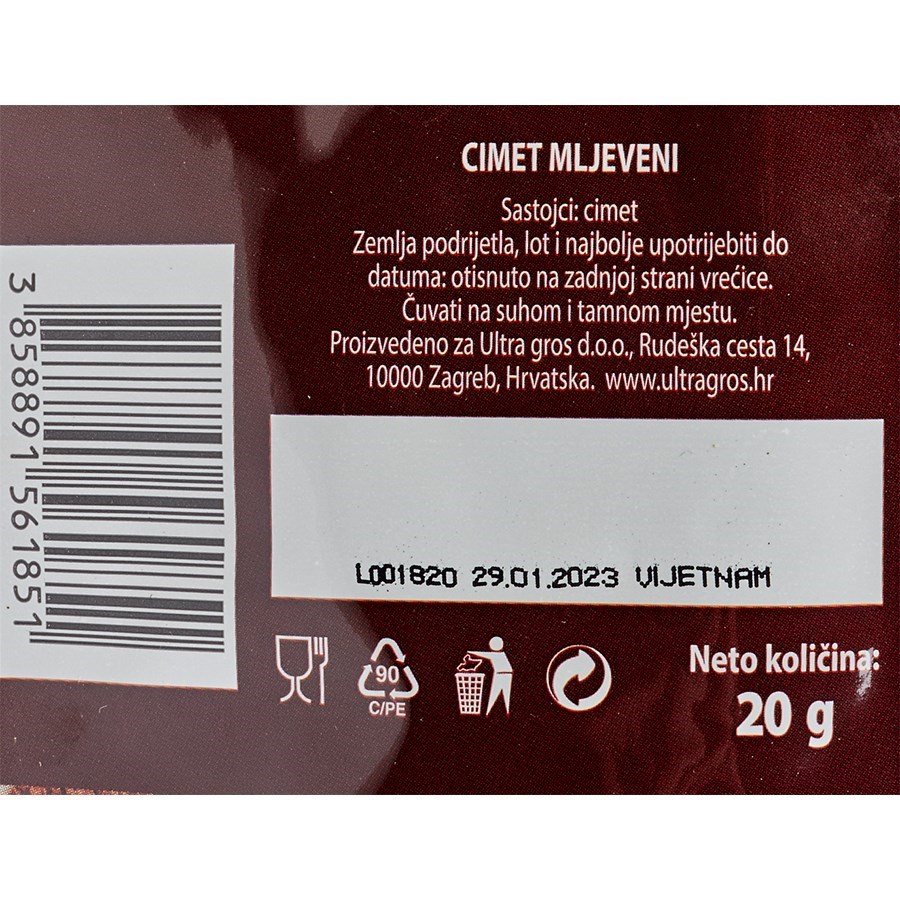 CIMET MLJEVENI
Sastojci: cimet
Zemlja podrijetla, lot i najbolje upotrijebiti do
datuma: otisnuto na zadnjoj strani vrećice.
Čuvati na suhom i tamnom mjestu.
Proizvedeno za Ultra gros d.o.o., Rudeška cesta 14,
10000 Zagreb, Hrvatska. www.ultragros.hr
3 858891 561851
L001820 29.01.2023 VIJETNAM
90
C/PE
Neto količina:
20 g